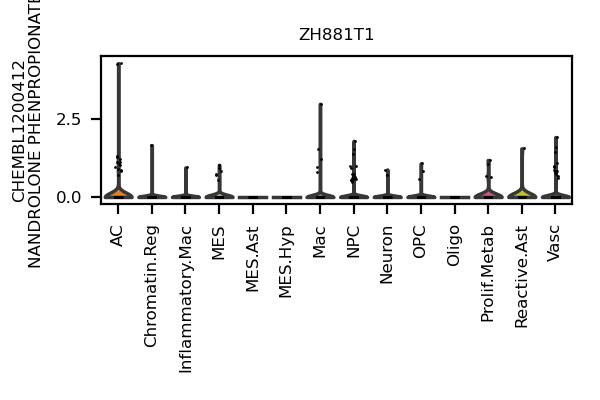 ZH881T1
CHEMBL1200412
NANDROLONE PHENPROPIONATE
2.5
0.0
AC
Chromatin.Reg
Inflammatory.Mac
MES
MES.Ast
MES.Hyp
Mac
NPC
Neuron
OPC
Oligo
Prolif.Metab
Reactive.Ast
Vasc